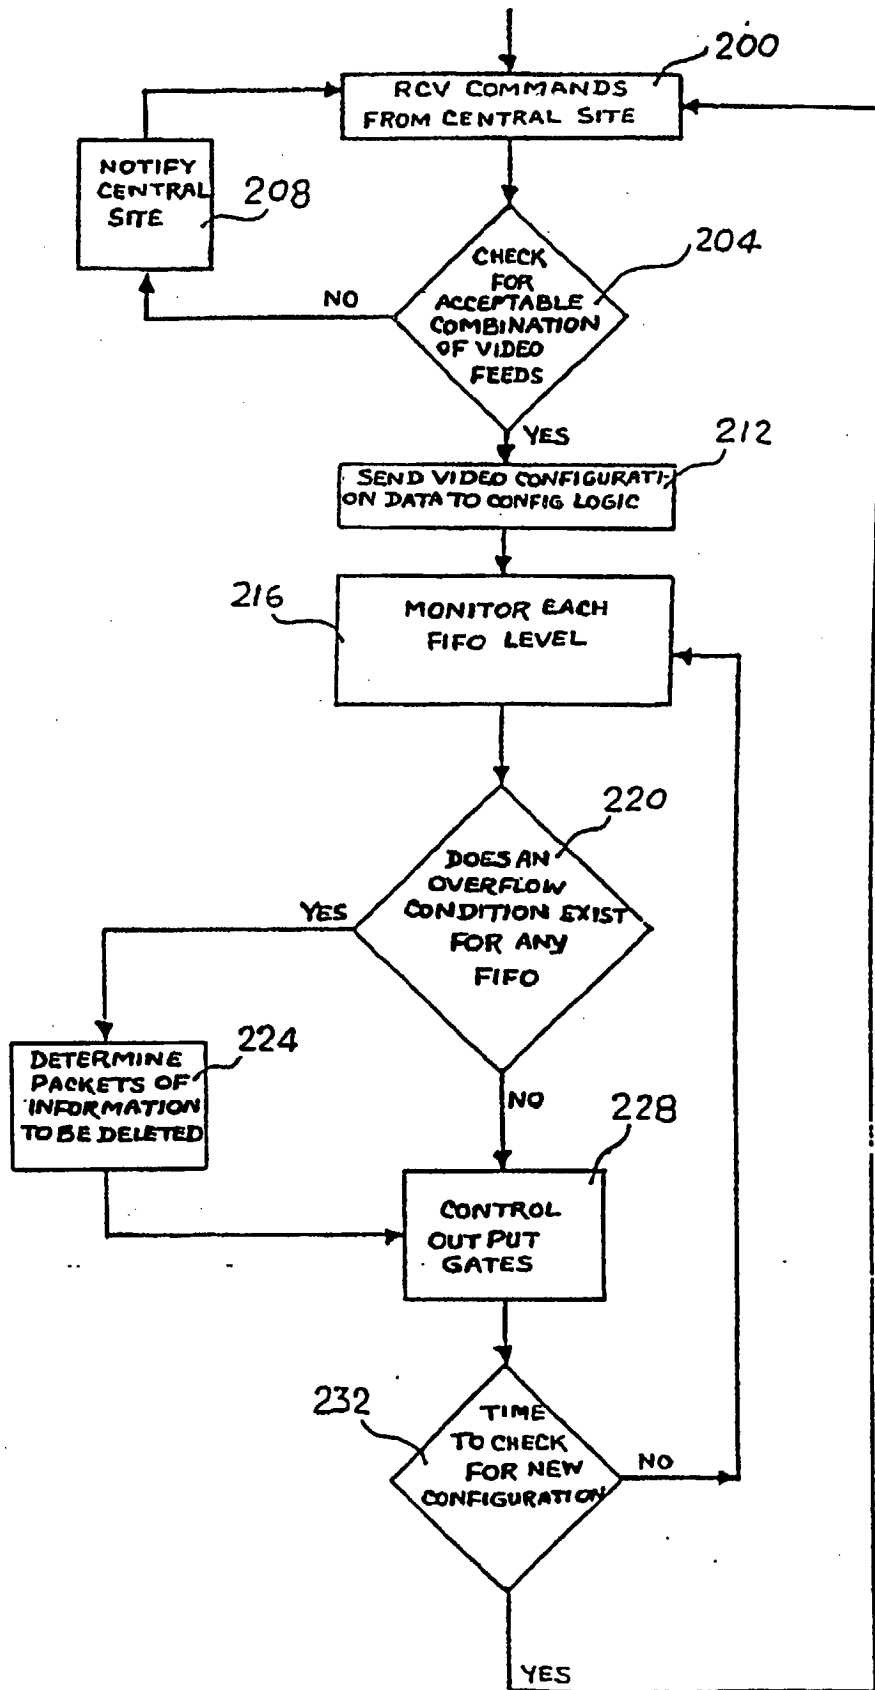 200
RCV COMMANDS
FROM CENTRAL SITE
NOTIFY
CENTRAL
SITE
208
204
CHECK
FOR
ACCEPTABLE
COMBINATION
OF VIDEO
FEEDS
NO
YES
212
SEND VIDEO CONFIGURATI-
ON DATA TO CONFIG LOGIC
216
MONITOR EACH
FIFO LEVEL
220
DOES AN
OVERFLOW
CONDITION EXIST
FOR ANY
FIFO
YES
224
DETERMINE
PACKETS OF
INFORMATION
TO BE DELETED
NO
228
CONTROL
OUT PUT
GATES
232
TIME
TO CHECK
FOR NEW
CONFIGURATION
NO
YES